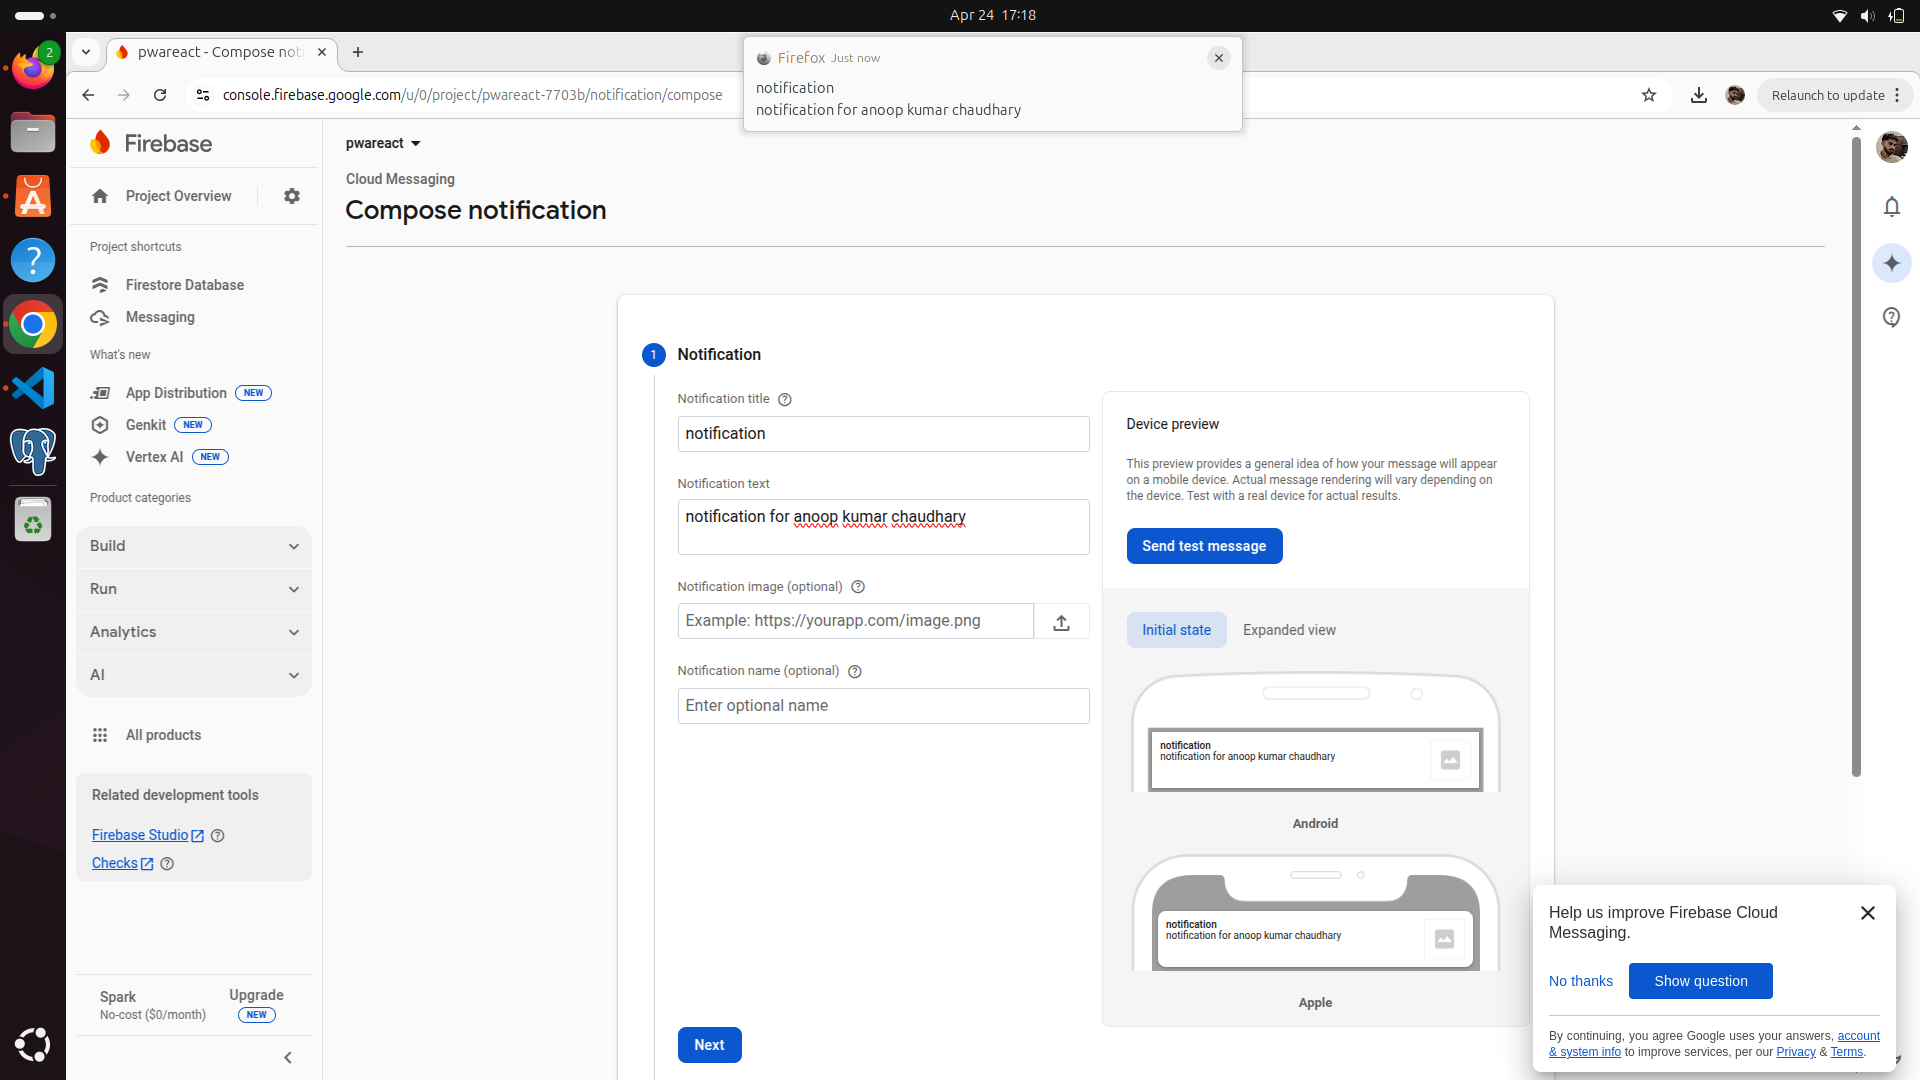 Apr 24 17:18
2
pwareact - Compose noti
Firefox Just now
notification
notification for anoop kumar chaudhary
console.firebase.google.com/u/0/project/pwareact-7703b/notification/compose
Relaunch to update
Firebase
Project Overview
Project shortcuts
Firestore Database
Messaging
What's new
App Distribution NEW
Genkit NEW
Vertex AI NEW
Product categories
Build
Run
Analytics
AI
All products
Related development tools
Firebase Studio
Checks
Spark
No-cost ($0/month)
Upgrade
NEW
pwareact
Cloud Messaging
Compose notification
1 Notification
Notification title
notification
Notification text
notification for anoop kumar chaudhary
Notification image (optional)
Example: https://yourapp.com/image.png
Notification name (optional)
Enter optional name
Next
Device preview
This preview provides a general idea of how your message will appear
on a mobile device. Actual message rendering will vary depending on
the device. Test with a real device for actual results.
Send test message
Initial state Expanded view
notification
notification for anoop kumar chaudhary
Android
notification
notification for anoop kumar chaudhary
Apple
Help us improve Firebase Cloud
Messaging.
No thanks Show question
By continuing, you agree Google uses your answers, account
& system info to improve services, per our Privacy & Terms.